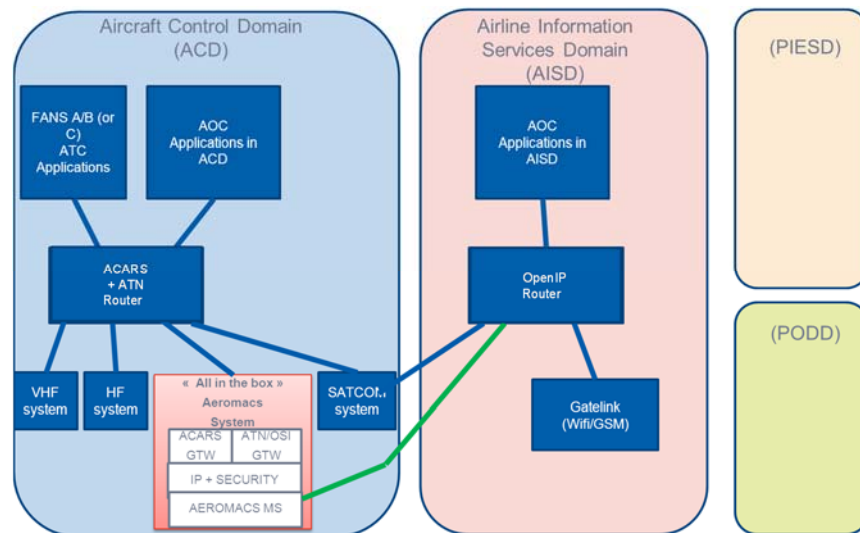 Aircraft Control Domain
(ACD)
Airline Information
Services Domain
(AISD)
(PIESD)
FANS A/B (or
C)
ATC
Applications
AOC
Applications in
ACD
AOC
Applications in
AISD
ACARS
+ ATN
Router
OpenIP
Router
VHF
system
HF
system
« All in the box »
Aeromacs
System
ACARS
GTW
ATN/OSI
GTW
IP + SECURITY
AEROMACS MS
SATCOM
system
Gatelink
(Wifi/GSM)
(PODD)